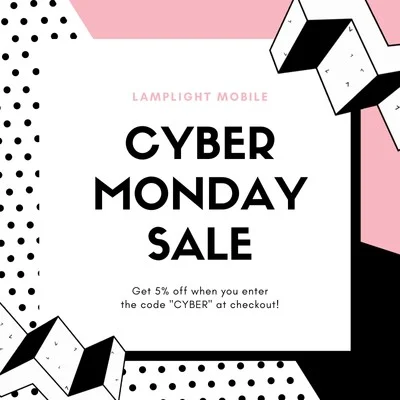 LAMPLIGHT MOBILE
CYBER
MONDAY
SALE
Get 5% off when you enter
the code "CYBER" at checkout!